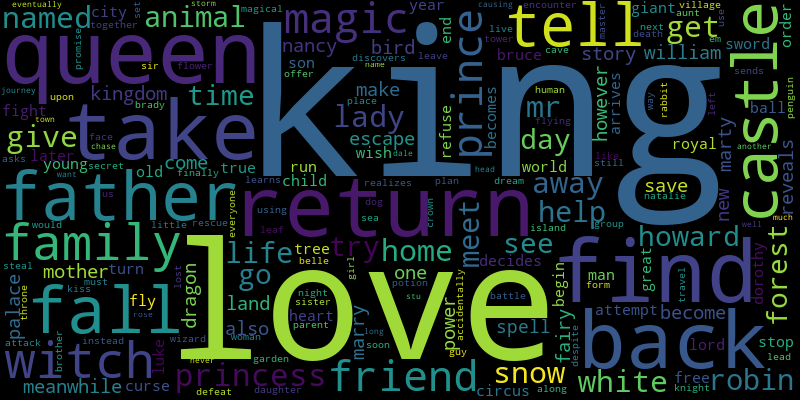 eventually storm magical year causing encounter master giant village
named city set animal magic nancy bird end tell get aunt use
promise together queen king prince bruce story william sword order
journey sir flower son discovers live leave tower cave next death em
kingdom time make offer name place lady mr however arrives ball penguin
fight upon brady take escape refuse becomes human flying way rabbit left
town face chase wish dale day royal castle another
give later young secret come finally true run child world like still save natalie reveals
asks want old learns realizes plan head dream new marty
father us would return dog using sea crown away help group island much well
family little rescue everyone leaf try home meet see howard
steal mother turn lost dragon life tree belle girl one decides man great dorothy forest
fall fly go night potion stu accidentally power begin find form travel
palace throne kiss must rose land sister love battle spell attempt become
attack brother instead also heart parent marry long soon guy fairy despite back lord stop lead
witch luke wizard never woman garden friend snow white free knight robin
meanwhile curse defeat princess daughter circus along